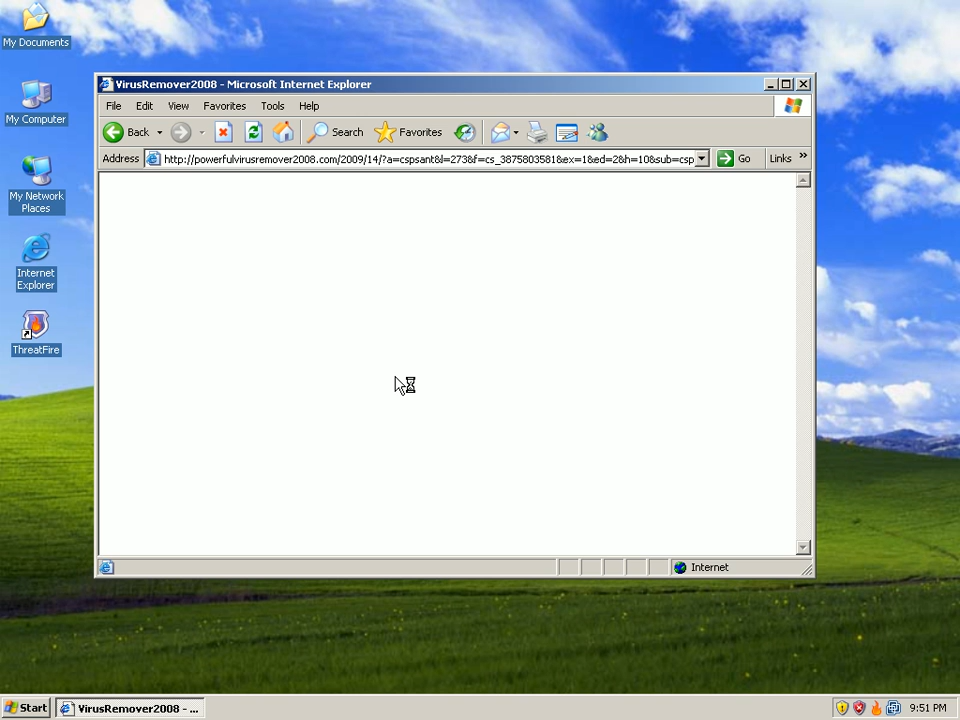 My Documents
My Computer
My Network
Places
Internet
Explorer
ThreatFire
VirusRemover2008 - Microsoft Internet Explorer
File Edit View Favorites Tools Help
Back Search Favorites
Address http://powerfulvirusremover2008.com/2009/14/?a=cspsant&l=273&f=cs_3875803581&ex=1&ed=2&h=10&sub=csp Go Links »
Internet
Start VirusRemover2008 - ... 9:51 PM